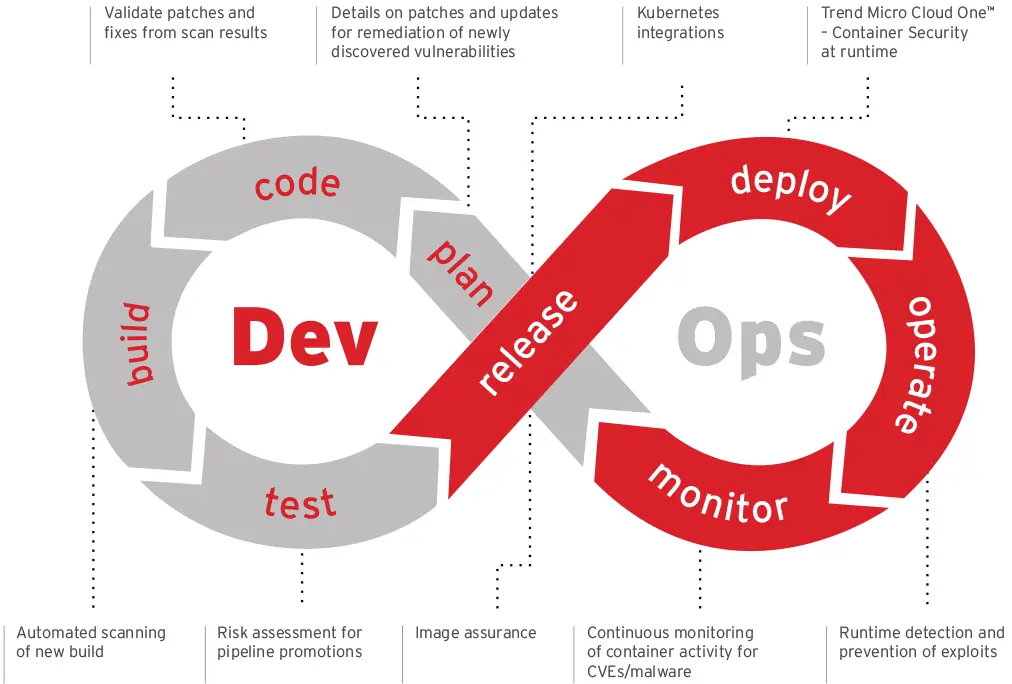 Validate patches and
fixes from scan results
Details on patches and updates
for remediation of newly
discovered vulnerabilities
Kubernetes
integrations
Trend Micro Cloud One™
– Container Security
at runtime
code
plan
build
Dev
test
release
deploy
Ops
operate
monitor
Automated scanning
of new build
Risk assessment for
pipeline promotions
Image assurance
Continuous monitoring
of container activity for
CVEs/malware
Runtime detection and
prevention of exploits